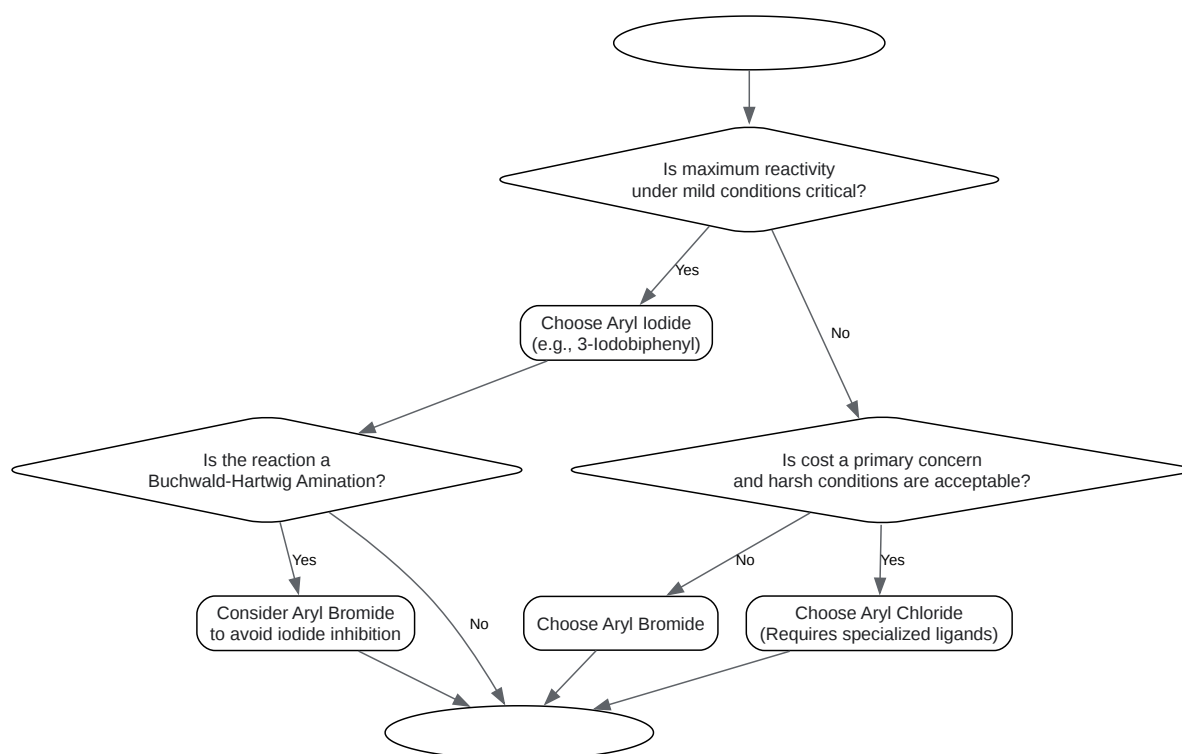 Is maximum reactivity
under mild conditions critical?
Yes
No
Choose Aryl Iodide
(e.g., 3-Iodobiphenyl)
Is the reaction a
Buchwald-Hartwig Amination?
Is cost a primary concern
and harsh conditions are acceptable?
Yes
No
No
Yes
Consider Aryl Bromide
to avoid iodide inhibition
Choose Aryl Bromide
Choose Aryl Chloride
(Requires specialized ligands)